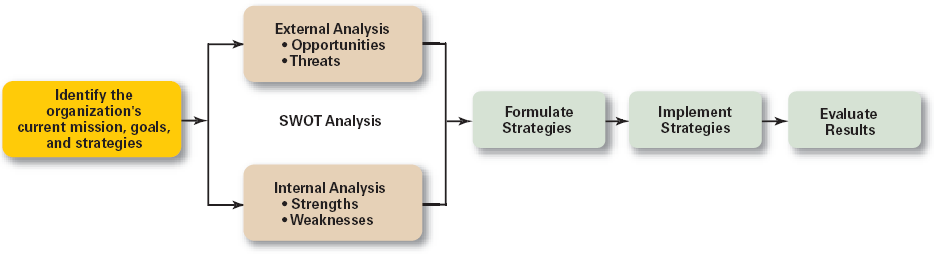 Identify the
organization's
current mission, goals,
and strategies
External Analysis
• Opportunities
• Threats
SWOT Analysis
Internal Analysis
• Strengths
• Weaknesses
Formulate
Strategies
Implement
Strategies
Evaluate
Results